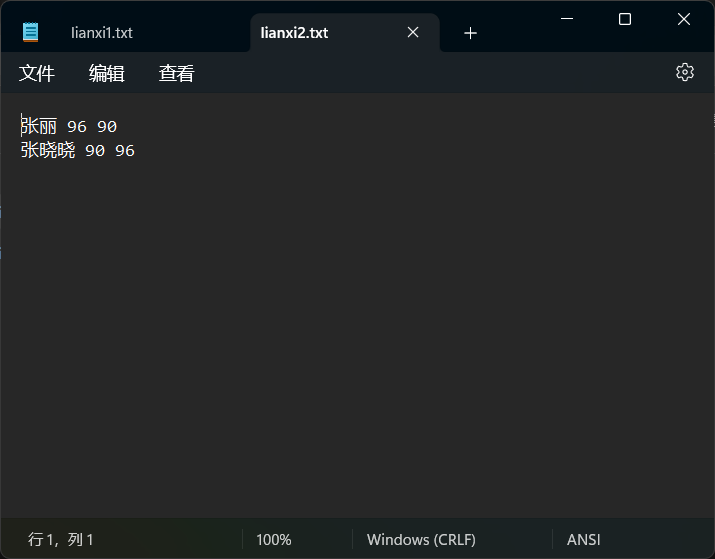 lianxi1.txt
lianxi2.txt
文件 编辑 查看
张丽 96 90
张晓晓 90 96
行 1, 列 1
100%
Windows (CRLF)
ANSI